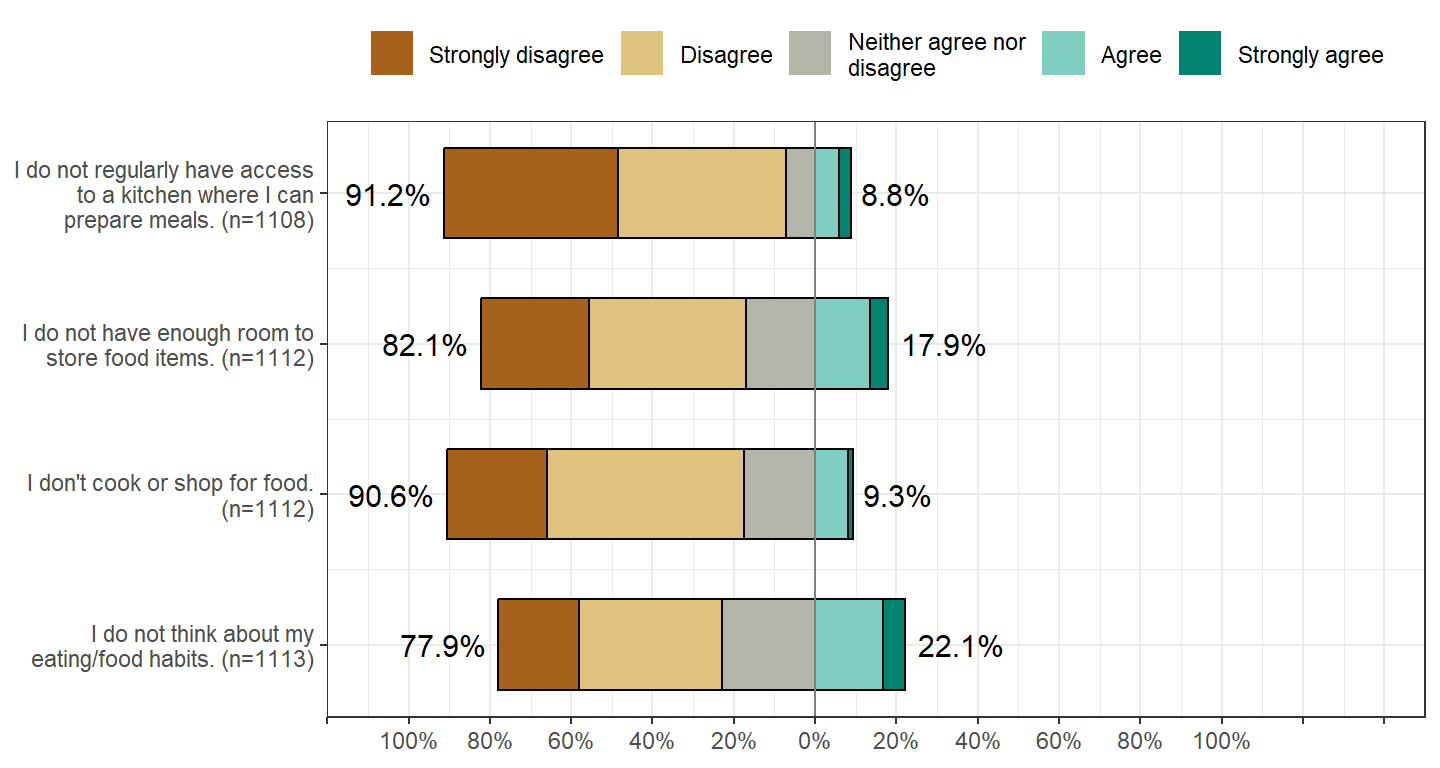 Strongly disagree
Disagree
Neither agree nor
disagree
Agree
Strongly agree
I do not regularly have access
to a kitchen where I can
prepare meals. (n=1108)
91.2%
8.8%
I do not have enough room to
store food items. (n=1112)
82.1%
17.9%
I don't cook or shop for food.
(n=1112)
90.6%
9.3%
I do not think about my
eating/food habits. (n=1113)
77.9%
22.1%
100% 80% 60% 40% 20% 0% 20% 40% 60% 80% 100%